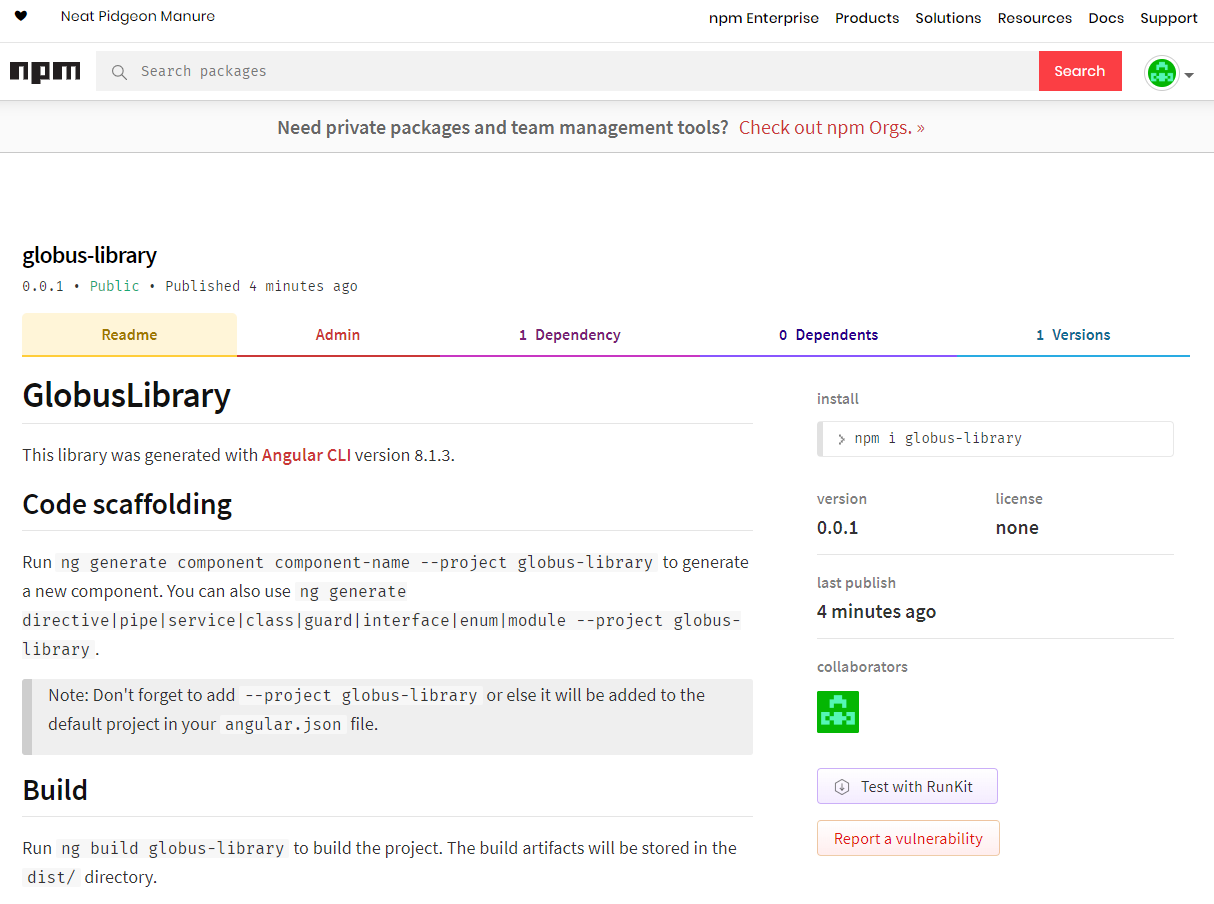 ♥ Neat Pidgeon Manure npm Enterprise Products Solutions Resources Docs Support
npm Search packages Search
Need private packages and team management tools? Check out npm Orgs. »
globus-library
0.0.1 • Public • Published 4 minutes ago
Readme Admin 1 Dependency 0 Dependents 1 Versions
GlobusLibrary
This library was generated with Angular CLI version 8.1.3.
Code scaffolding
Run ng generate component component-name --project globus-library to generate
a new component. You can also use ng generate
directive|pipe|service|class|guard|interface|enum|module --project globus-
library .
Note: Don't forget to add --project globus-library or else it will be added to the
default project in your angular.json file.
Build
Run ng build globus-library to build the project. The build artifacts will be stored in the
dist/ directory.
install
> npm i globus-library
version license
0.0.1 none
last publish
4 minutes ago
collaborators
Test with RunKit
Report a vulnerability